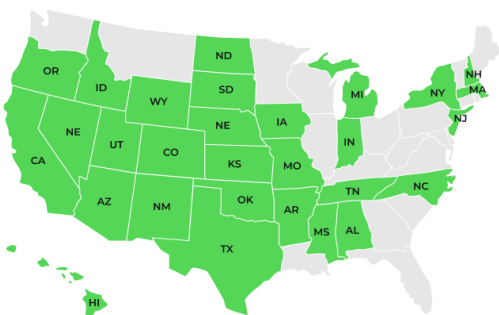 ND
NH
OR
ID
SD
MI
NY
MA
WY
NE
IA
NJ
NE
UT
CO
IN
CA
KS
MO
AZ
NM
OK
AR
TN
NC
MS
AL
TX
HI